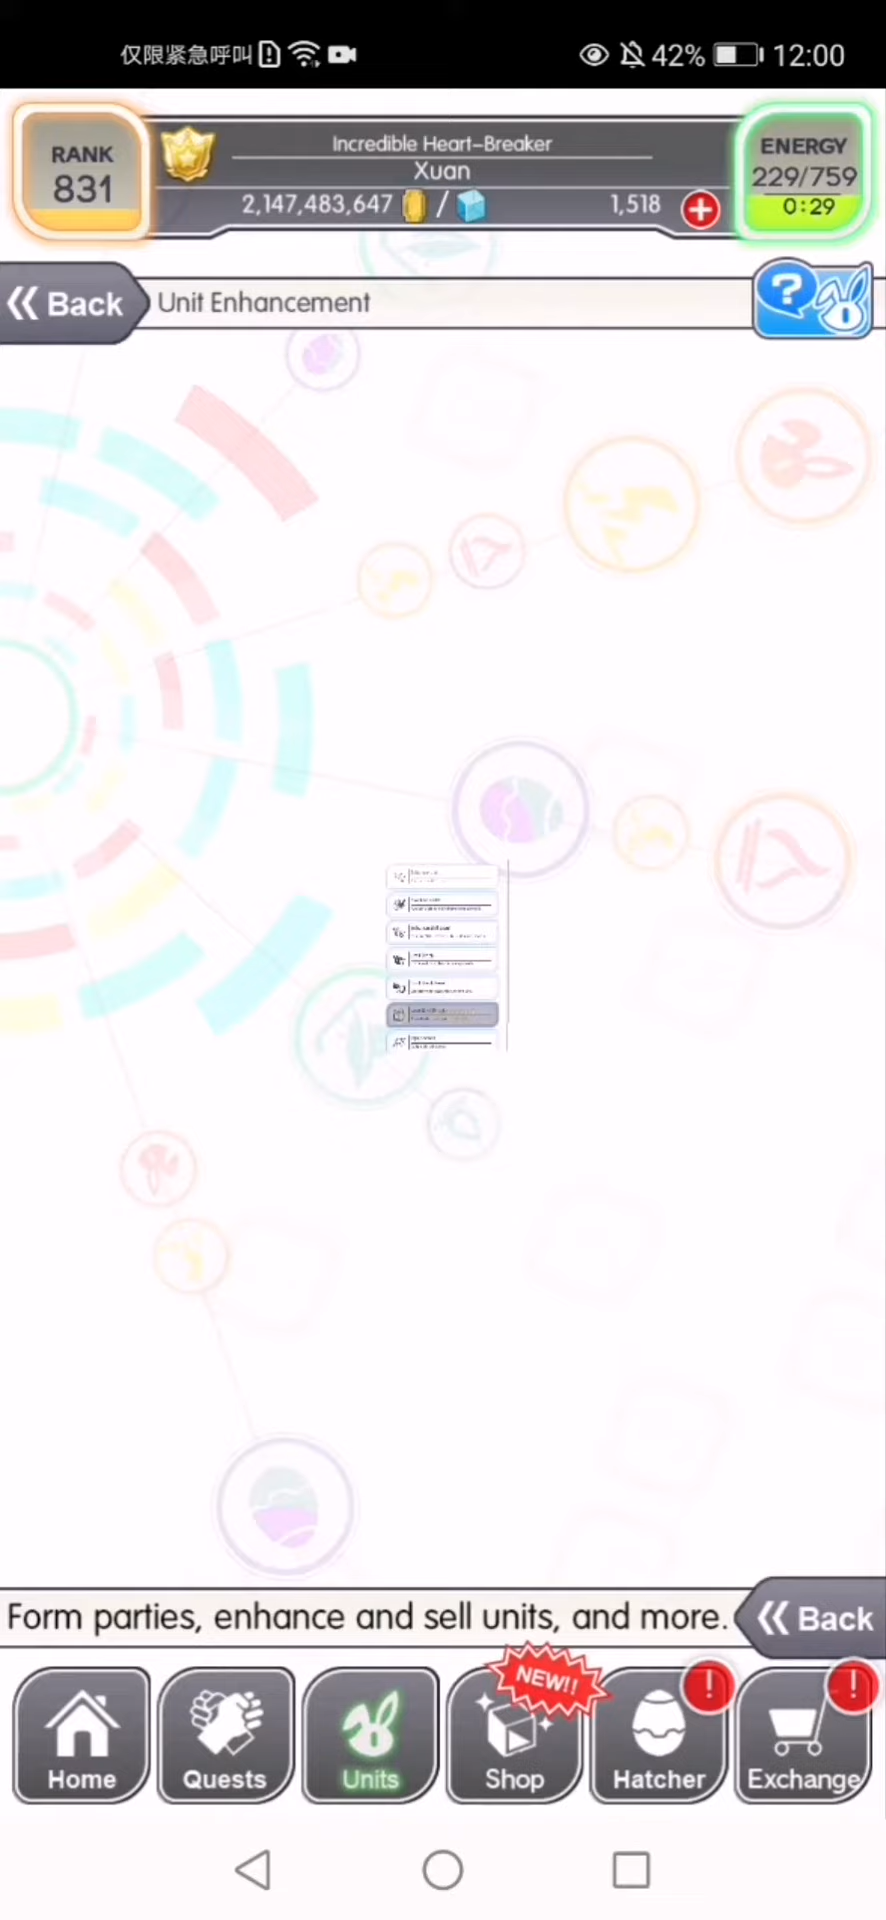 仅限紧急呼叫 42% 12:00
RANK
831
Incredible Heart-Breaker
Xuan
2,147,483,647 / 1,518
ENERGY
229/759
0:29
Back
Unit Enhancement
?
Form parties, enhance and sell units, and more.
Back
NEW!!
!
!
Home
Quests
Units
Shop
Hatcher
Exchange